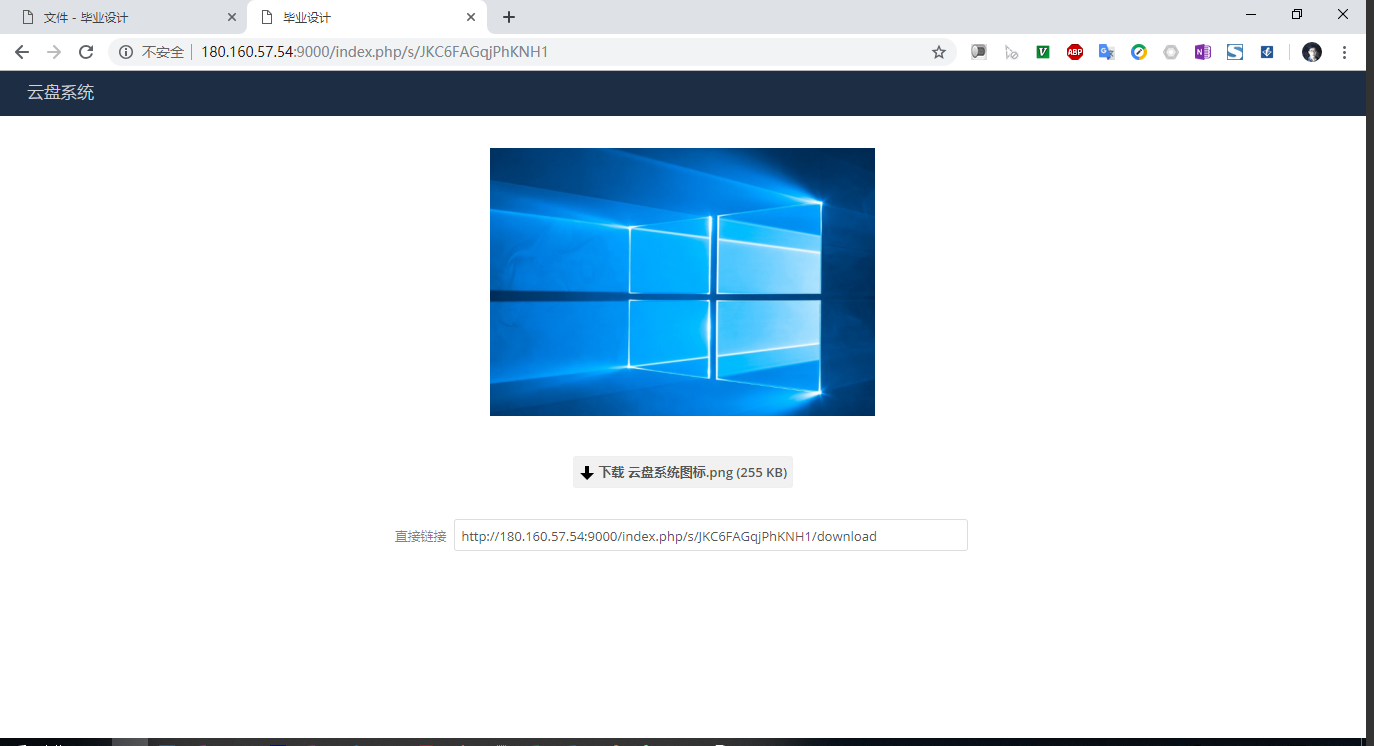 文件 - 毕业设计
毕业设计
不安全
180.160.57.54:9000/index.php/s/JKC6FAGqjPhKNH1
V
ABP
N
S
云盘系统
下载 云盘系统图标.png (255 KB)
直接链接
http://180.160.57.54:9000/index.php/s/JKC6FAGqjPhKNH1/download